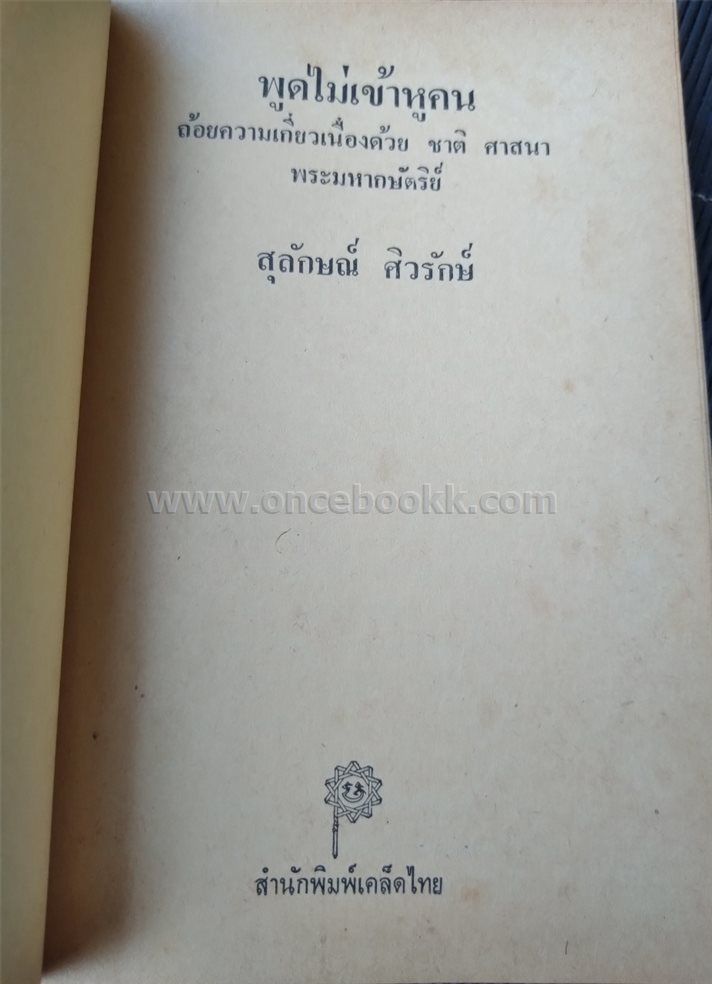 พูดไม่เข้าหูคน
ถ้อยความเกี่ยวเนื่องด้วย ชาติ ศาสนา
พระมหากษัตริย์
สุลักษณ์ ศิวรักษ์
www.oncebookk.com
สำนักพิมพ์เคล็ดไทย